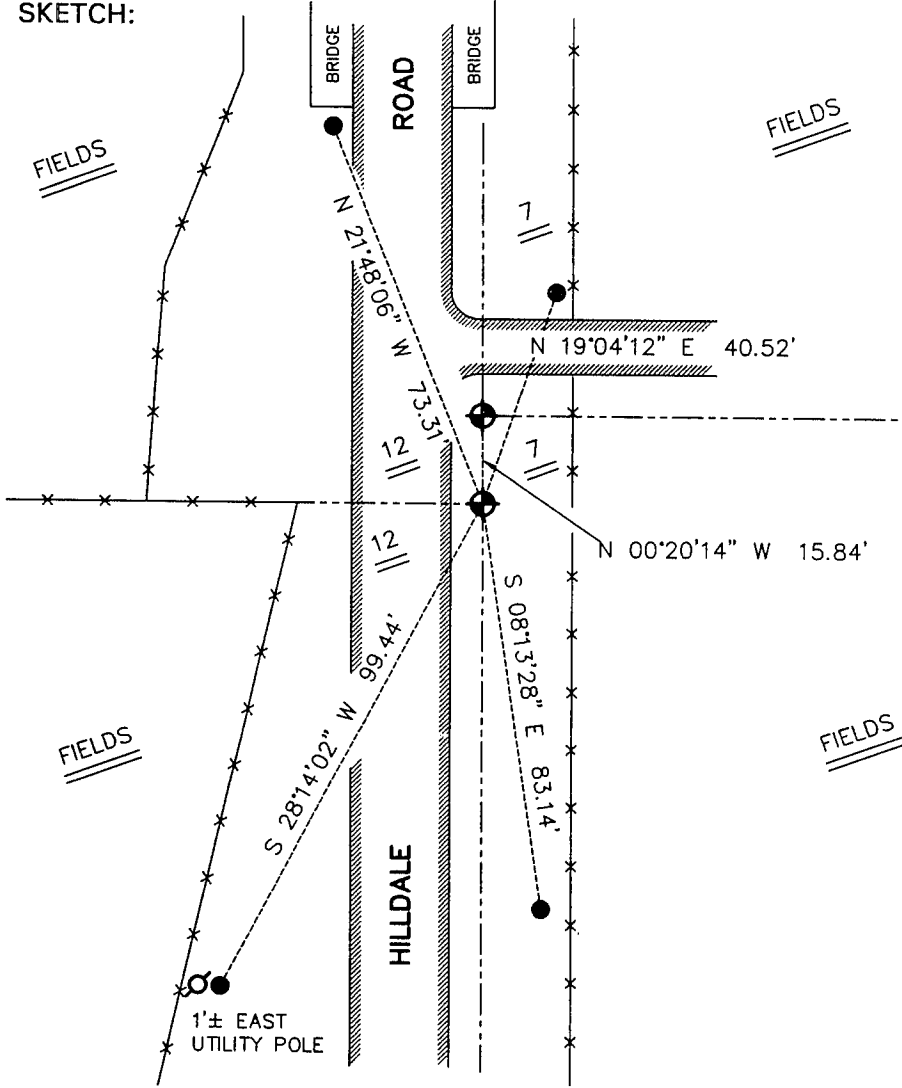 SKETCH:
BRIDGE
BRIDGE
ROAD
FIELDS
FIELDS
7
N 21°48'06" W 73.31'
N 19°04'12" E 40.52'
12
7
12
N 00°20'14" W 15.84'
S 08°13'28" E 83.14'
S 28°14'02" W 99.44'
FIELDS
FIELDS
HILLDALE
1'± EAST
UTILITY POLE